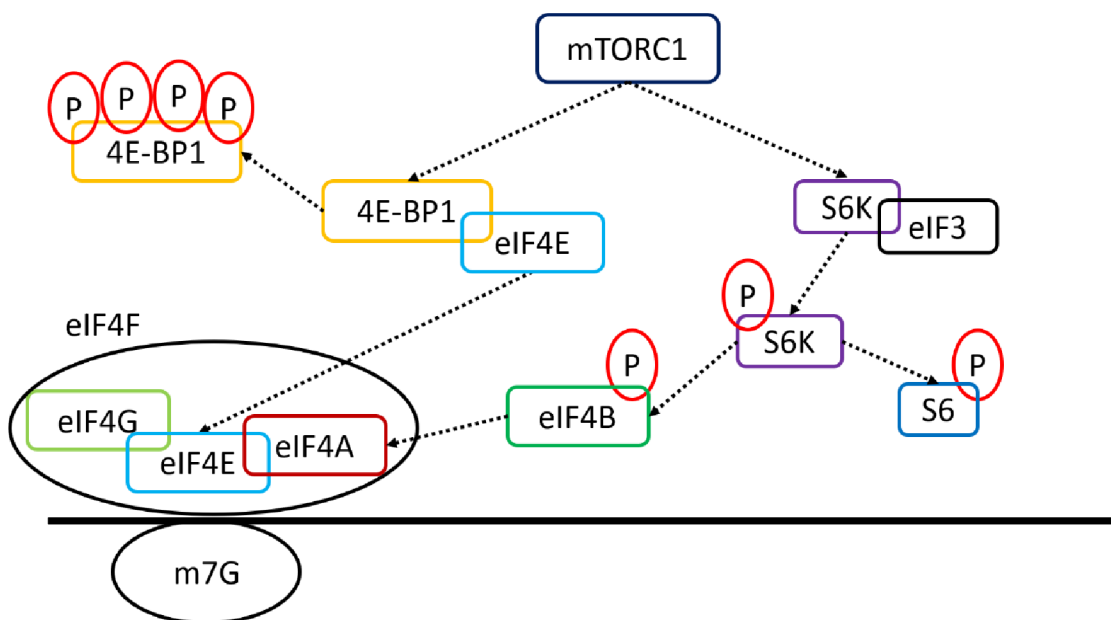 mTORC1
P
P
P
P
4E-BP1
4E-BP1
eIF4E
S6K
eIF3
P
S6K
eIF4F
P
eIF4B
P
S6
eIF4G
eIF4E
eIF4A
m7G